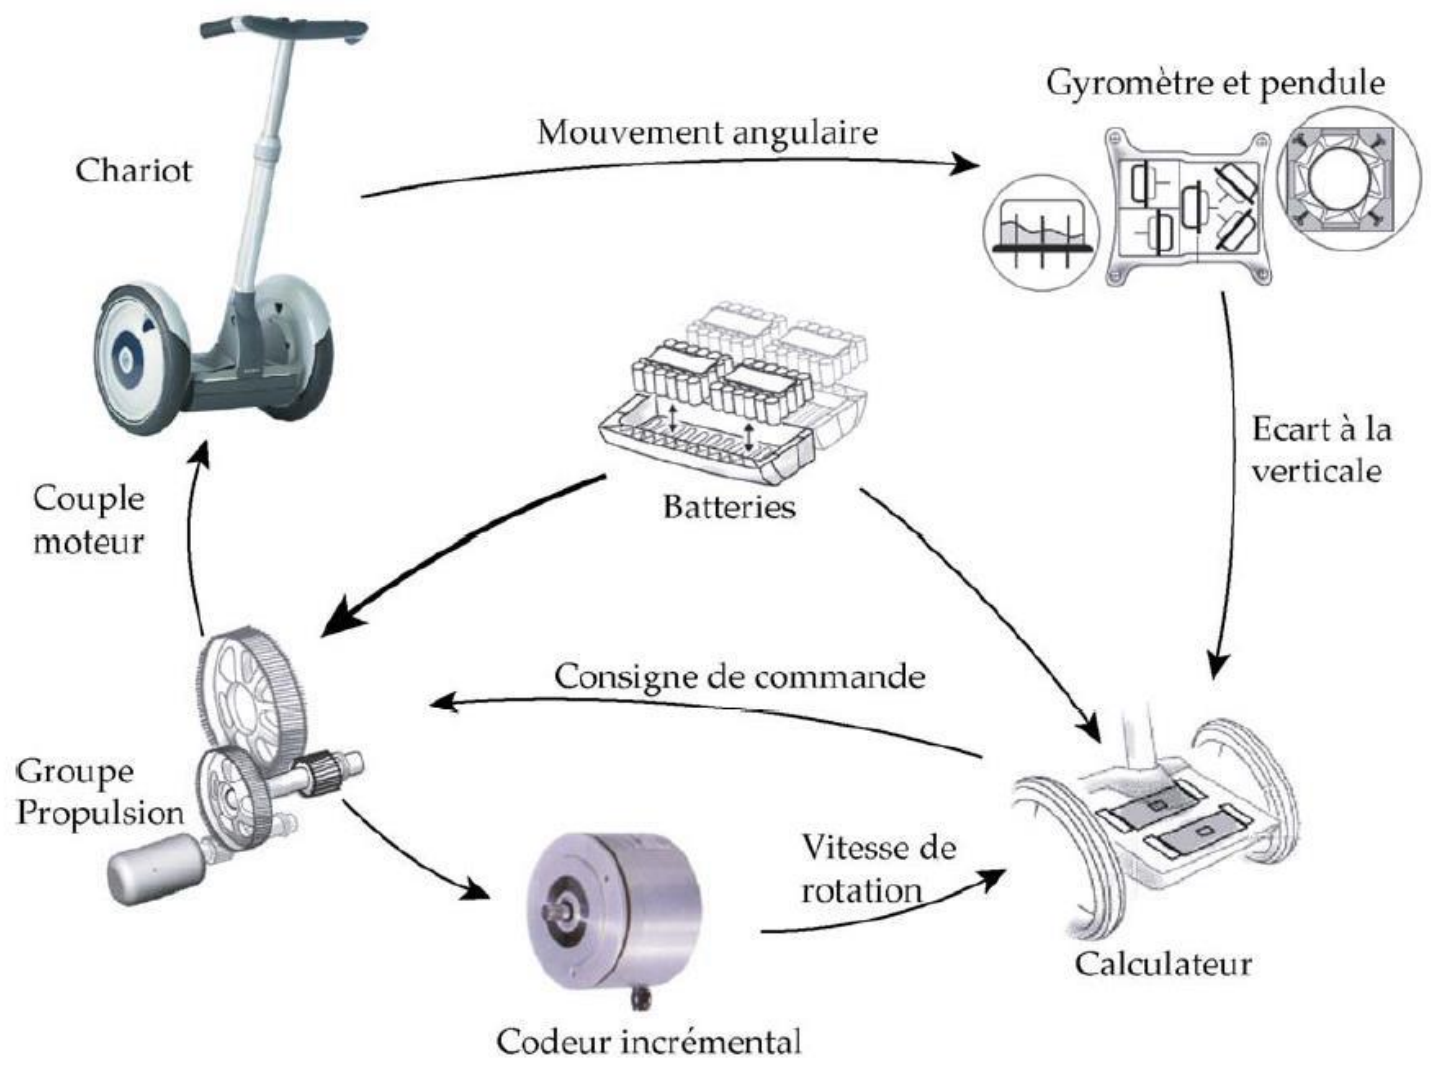 Gyromètre et pendule
Mouvement angulaire
Chariot
Ecart à la
verticale
Couple
moteur
Batteries
Consigne de commande
Groupe
Propulsion
Vitesse de
rotation
Calculateur
Codeur incrémental